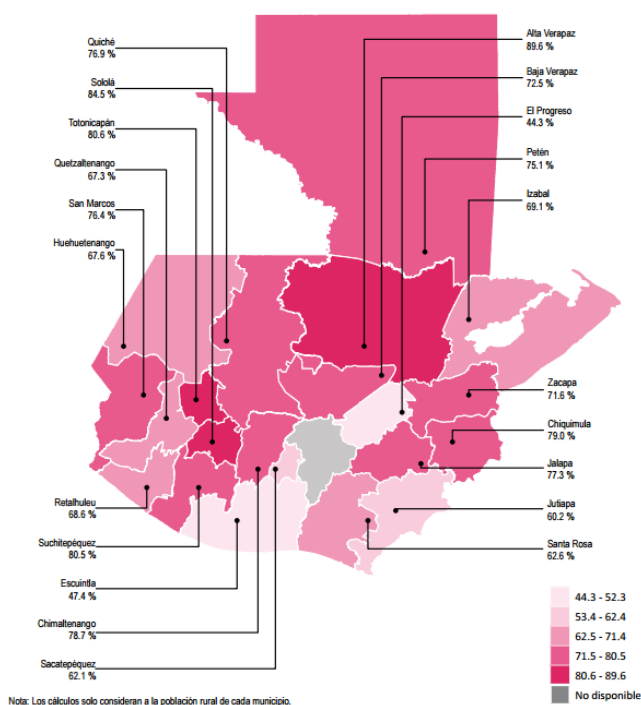 Quiché
76.9 %
Sololá
84.5 %
Totonicapán
80.6 %
Quetzaltenango
67.3 %
San Marcos
76.4 %
Huehuetenango
67.6 %
Alta Verapaz
89.6 %
Baja Verapaz
72.5 %
El Progreso
44.3 %
Petén
75.1 %
Izabal
69.1 %
Zacapa
71.6 %
Chiquimula
79.0 %
Jalapa
77.3 %
Jutiapa
60.2 %
Santa Rosa
62.6 %
Retalhuleu
68.6 %
Suchitepéquez
80.5 %
Escuintla
47.4 %
Chimaltenango
78.7 %
Sacatepéquez
62.1 %
44.3 - 52.3
53.4 - 62.4
62.5 - 71.4
71.5 - 80.5
80.6 - 89.6
No disponible
Nota: Los cálculos solo consideran a la población rural de cada municipio.